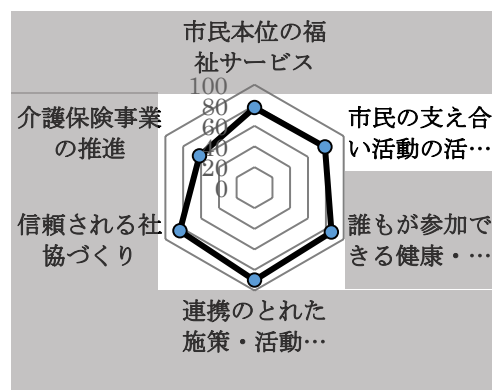 市民本位の福
祉サービス
100
80
60
40
20
0
市民の支え合
い活動の活…
誰もが参加で
きる健康・…
連携のとれた
施策・活動…
信頼される社
協づくり
介護保険事業
の推進